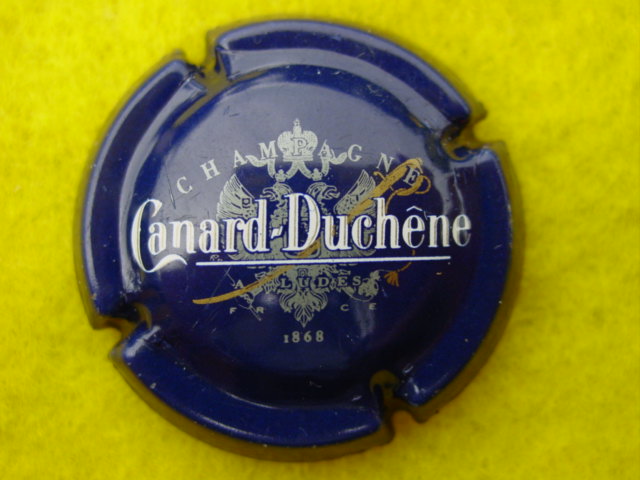 CHAMPAGNE
Canard-Duchêne
A LUDES
FRANCE
1868